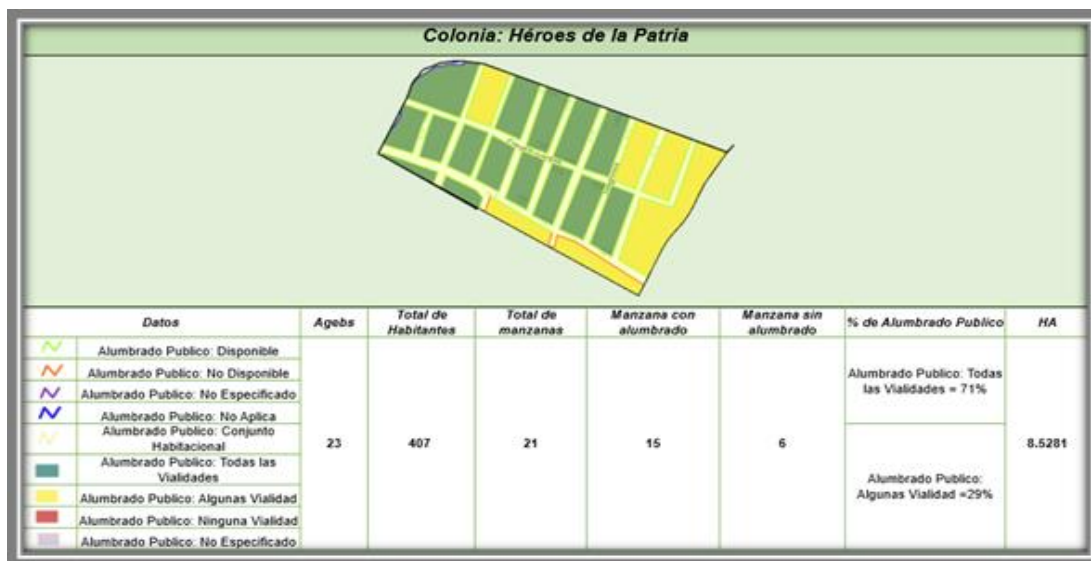 Colonia: Héroes de la Patria
Datos
Agebs
Total de
Habitantes
Total de
manzanas
Manzana con
alumbrado
Manzana sin
alumbrado
% de Alumbrado Publico
HA
Alumbrado Publico: Disponible
Alumbrado Publico: No Disponible
Alumbrado Publico: No Especificado
Alumbrado Publico: No Aplica
Alumbrado Publico: Conjunto
Habitacional
Alumbrado Publico: Todas las
Vialidades
Alumbrado Publico: Algunas Vialidad
Alumbrado Publico: Ninguna Vialidad
Alumbrado Publico: No Especificado
23
407
21
15
6
Alumbrado Publico: Todas
las Vialidades = 71%
Alumbrado Publico:
Algunas Vialidad =29%
8.5281